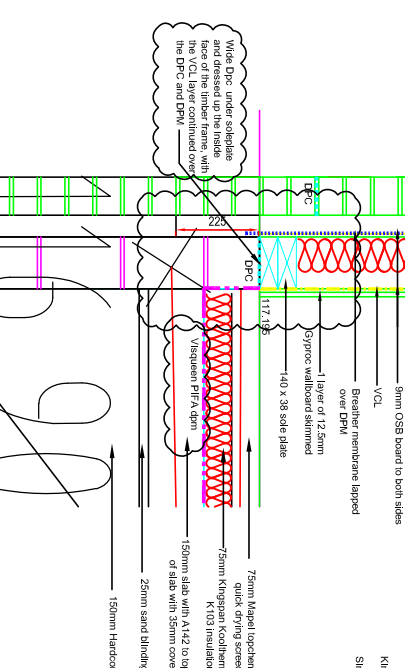 Wide Dpc under soleplate
and dressed up the Inside
face of the timber frame, with
the VCL layer continued over
the DPC and DPM
DPC
225
DPC
117.195
9mm OSB board to both sides
VCL
Breather membrane lapped
over DPM
1 layer of 12.5mm
Gyproc wallboard skimmed
140 x 38 sole plate
Visqueen PIFA dpm
75mm Mapei topchem
quick drying screed
75mm Kingspan Koolthem
K103 insulation
150mm slab with A142 to top
of slab with 35mm cove
25mm sand blinding
150mm Hardco